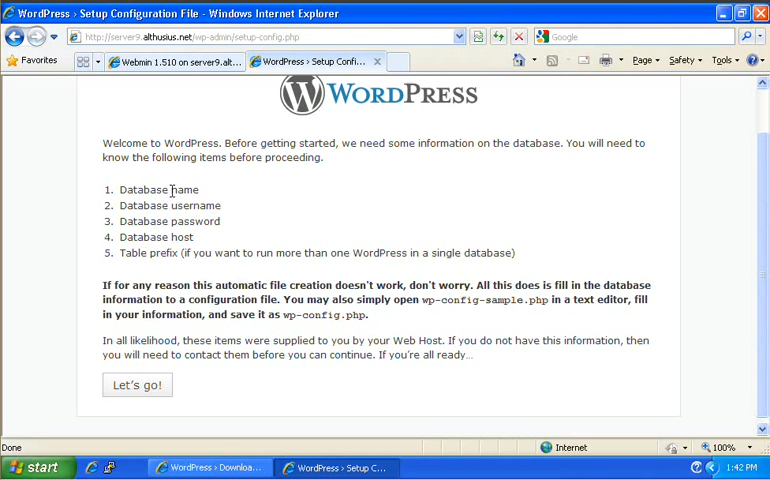 WordPress › Setup Configuration File - Windows Internet Explorer
http://server9.althusius.net/wp-admin/setup-config.php
Google
Favorites
Webmin 1.510 on server9.alt...
WordPress › Setup Confi...
Page
Safety
Tools
WORDPRESS
Welcome to WordPress. Before getting started, we need some information on the database. You will need to
know the following items before proceeding.
1. Database name
2. Database username
3. Database password
4. Database host
5. Table prefix (if you want to run more than one WordPress in a single database)
If for any reason this automatic file creation doesn't work, don't worry. All this does is fill in the database
information to a configuration file. You may also simply open wp-config-sample.php in a text editor, fill
in your information, and save it as wp-config.php.
In all likelihood, these items were supplied to you by your Web Host. If you do not have this information, then
you will need to contact them before you can continue. If you're all ready…
Let's go!
Done
Internet
100%
start
WordPress › Downloa...
WordPress › Setup C...
1:42 PM